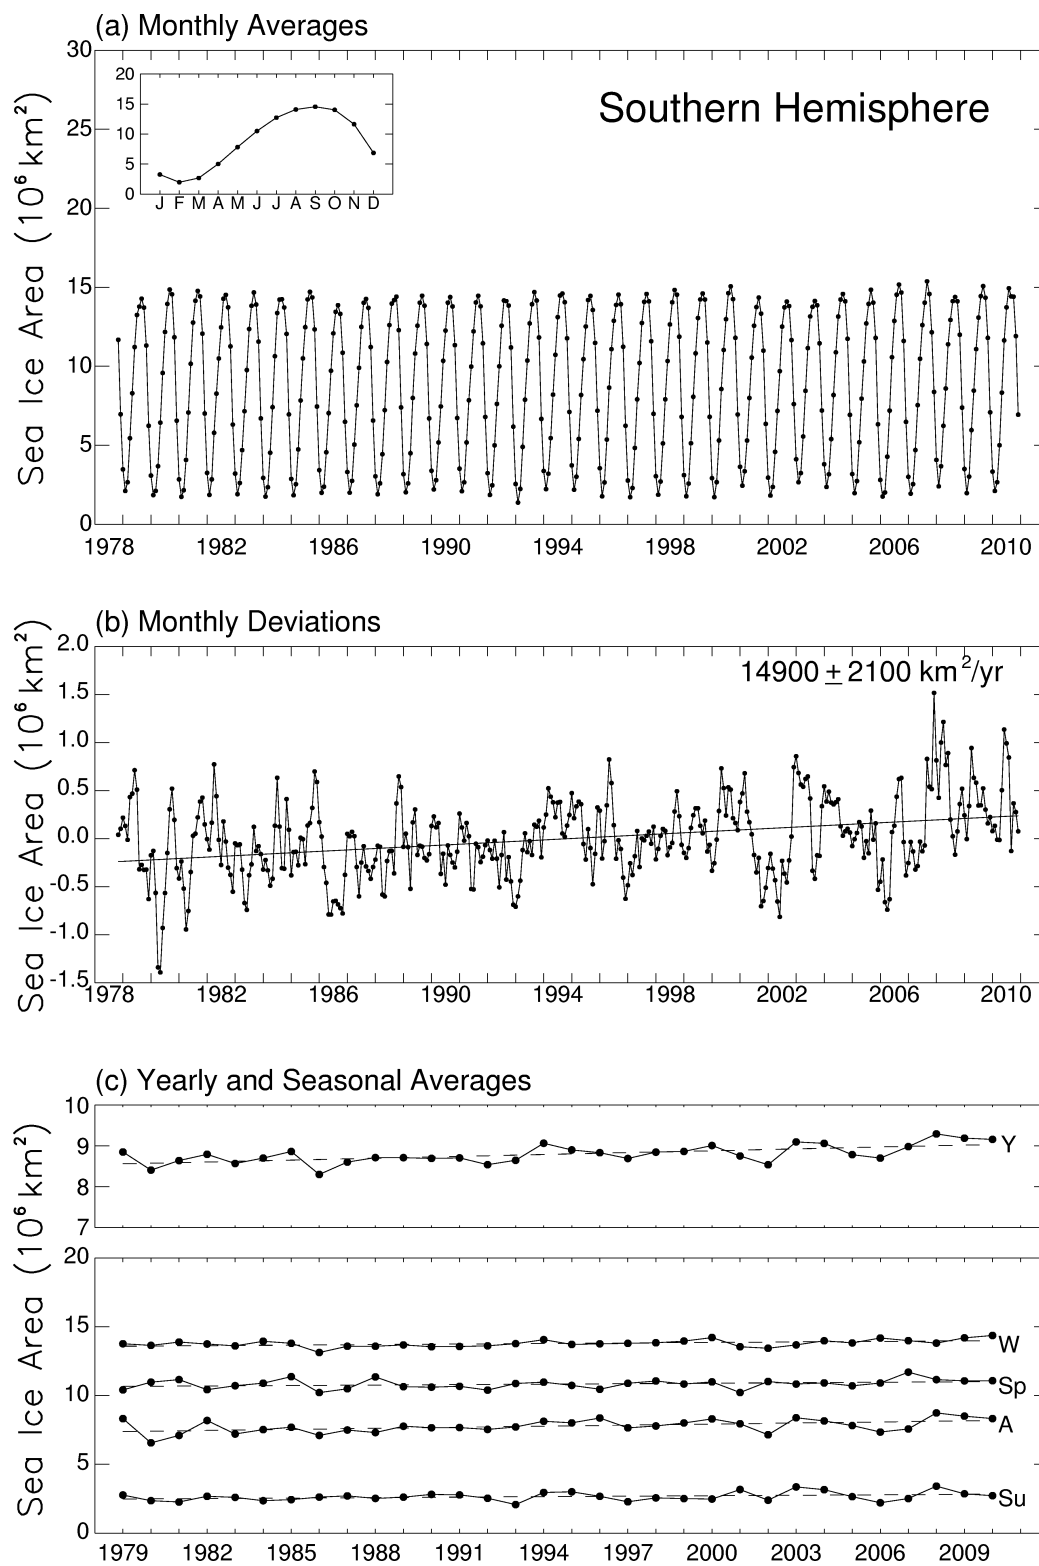 (a) Monthly Averages
Southern Hemisphere
Sea Ice Area (10⁶ km²)
30
25
20
15
10
5
0
20
15
10
5
0
J F M A M J J A S O N D
1978 1982 1986 1990 1994 1998 2002 2006 2010
(b) Monthly Deviations
14900 ± 2100 km²/yr
Sea Ice Area (10⁶ km²)
2.0
1.5
1.0
0.5
0.0
-0.5
-1.0
-1.5
1978 1982 1986 1990 1994 1998 2002 2006 2010
(c) Yearly and Seasonal Averages
Sea Ice Area (10⁶ km²)
10
9
8
7
Y
20
15
10
5
0
W
Sp
A
Su
1979 1982 1985 1988 1991 1994 1997 2000 2003 2006 2009